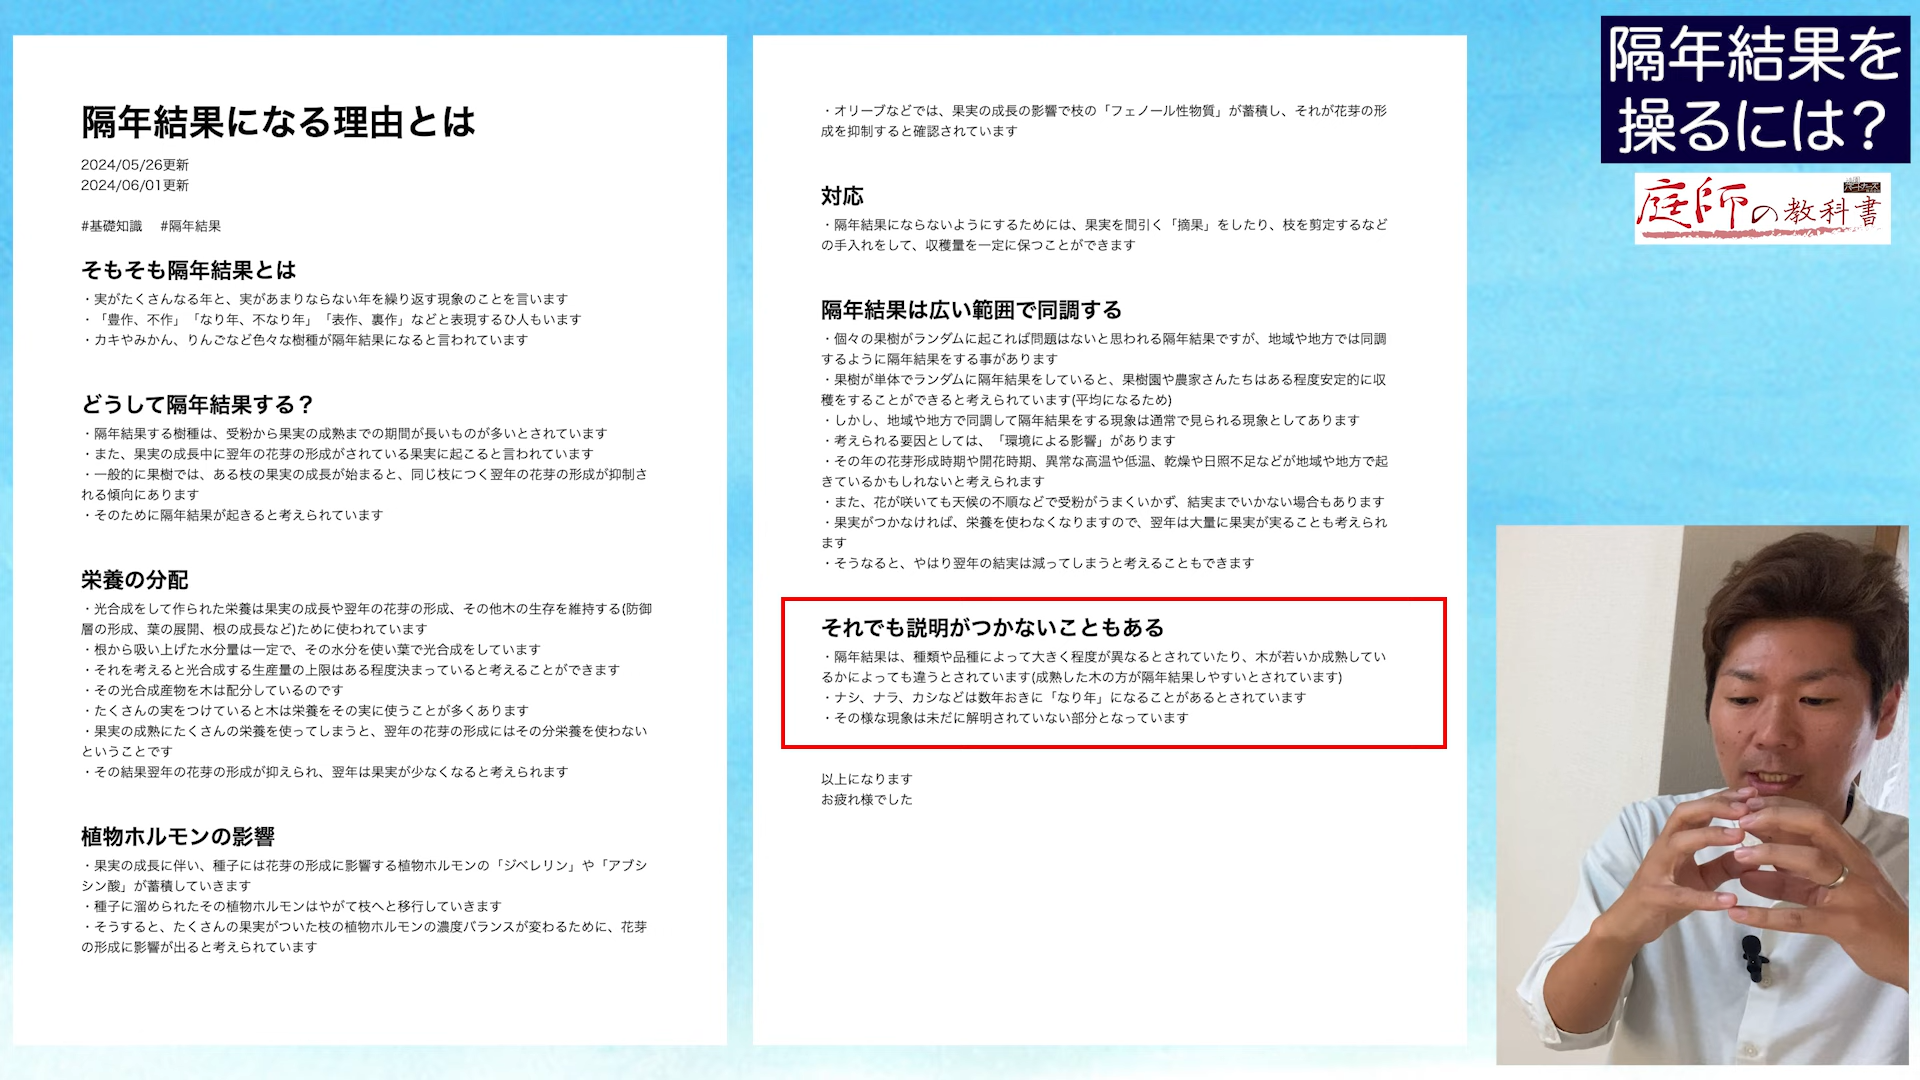 隔年結果になる理由とは
2024/05/26更新
2024/06/01更新
#基礎知識 #隔年結果
そもそも隔年結果とは
・実がたくさんなる年と、実があまりならない年を繰り返す現象のことを言います
・「豊作、不作」「なり年、不なり年」「表作、裏作」などと表現するひ人もいます
・カキやみかん、りんごなど色々な樹種が隔年結果になると言われています
どうして隔年結果する？
・隔年結果する樹種は、受粉から果実の成熟までの期間が長いものが多いとされています
・また、果実の成長中に翌年の花芽の形成がされている果実に起こると言われています
・一般的に果樹では、ある枝の果実の成長が始まると、同じ枝につく翌年の花芽の形成が抑制さ
れる傾向にあります
・そのために隔年結果が起きると考えられています
栄養の分配
・光合成をして作られた栄養は果実の成長や翌年の花芽の形成、その他木の生存を維持する(防御
層の形成、葉の展開、根の成長など)ために使われています
・根から吸い上げた水分量は一定で、その水分を使い葉で光合成をしています
・それを考えると光合成する生産量の上限はある程度決まっていると考えることができます
・その光合成産物を木は配分しているのです
・たくさんの実をつけていると木は栄養をその実に使うことが多くあります
・果実の成熟にたくさんの栄養を使ってしまうと、翌年の花芽の形成にはその分栄養を使わない
ということです
・その結果翌年の花芽の形成が抑えられ、翌年は果実が少なくなると考えられます
植物ホルモンの影響
・果実の成長に伴い、種子には花芽の形成に影響する植物ホルモンの「ジベレリン」や「アブシ
シン酸」が蓄積していきます
・種子に溜められたその植物ホルモンはやがて枝へと移行していきます
・そうすると、たくさんの果実がついた枝の植物ホルモンの濃度バランスが変わるために、花芽
の形成に影響が出ると考えられています
・オリーブなどでは、果実の成長の影響で枝の「フェノール性物質」が蓄積し、それが花芽の形
成を抑制すると確認されています
対応
・隔年結果にならないようにするためには、果実を間引く「摘果」をしたり、枝を剪定するなど
の手入れをして、収穫量を一定に保つことができます
隔年結果は広い範囲で同調する
・個々の果樹がランダムに起これば問題はないと思われる隔年結果ですが、地域や地方では同調
するように隔年結果をする事があります
・果樹が単体でランダムに隔年結果をしていると、果樹園や農家さんたちはある程度安定的に収
穫をすることができると考えられています(平均になるため)
・しかし、地域や地方で同調して隔年結果をする現象は通常で見られる現象としてあります
・考えられる要因としては、「環境による影響」があります
・その年の花芽形成時期や開花時期、異常な高温や低温、乾燥や日照不足などが地域や地方で起
きているかもしれないと考えられます
・また、花が咲いても天候の不順などで受粉がうまくいかず、結実までいかない場合もあります
・果実がつかなければ、栄養を使わなくなりますので、翌年は大量に果実が実ることも考えられ
ます
・そうなると、やはり翌年の結実は減ってしまうと考えることもできます
それでも説明がつかないこともある
・隔年結果は、種類や品種によって大きく程度が異なるとされていたり、木が若いか成熟してい
るかによっても違うとされています(成熟した木の方が隔年結果しやすいとされています)
・ナシ、ナラ、カシなどは数年おきに「なり年」になることがあるとされています
・その様な現象は未だに解明されていない部分となっています
以上になります
お疲れ様でした
隔年結果を
操るには？
庭師の教科書